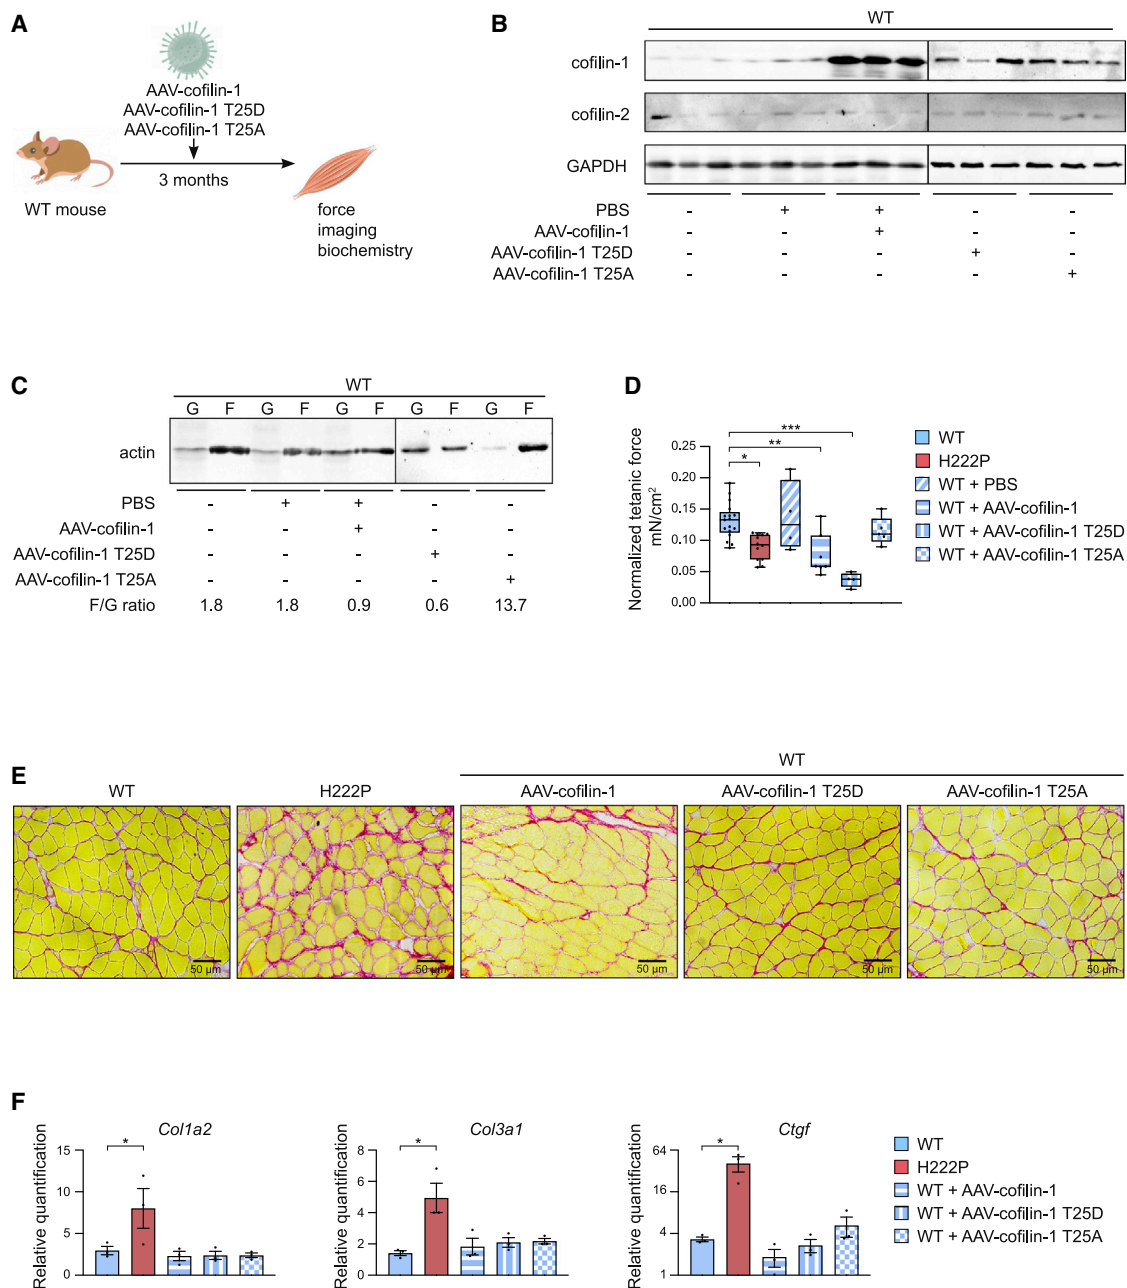 A
AAV-cofilin-1
AAV-cofilin-1 T25D
AAV-cofilin-1 T25A
3 months
WT mouse
force
imaging
biochemistry
B
WT
cofilin-1
cofilin-2
GAPDH
PBS - + + - -
AAV-cofilin-1 - - + - -
AAV-cofilin-1 T25D - - - + -
AAV-cofilin-1 T25A - - - - +
C
WT
G F G F G F G F G F
actin
PBS - + + - -
AAV-cofilin-1 - - + - -
AAV-cofilin-1 T25D - - - + -
AAV-cofilin-1 T25A - - - - +
F/G ratio 1.8 1.8 0.9 0.6 13.7
D
Normalized tetanic force
mN/cm²
0.25
0.20
0.15
0.10
0.05
0.00
***
**
*
WT
H222P
WT + PBS
WT + AAV-cofilin-1
WT + AAV-cofilin-1 T25D
WT + AAV-cofilin-1 T25A
E
WT
WT H222P AAV-cofilin-1 AAV-cofilin-1 T25D AAV-cofilin-1 T25A
50 µm 50 µm 50 µm 50 µm 50 µm
F
Col1a2
Relative quantification
15
10
5
0
*
Col3a1
Relative quantification
8
6
4
2
0
*
Ctgf
Relative quantification
64
16
4
1
*
WT
H222P
WT + AAV-cofilin-1
WT + AAV-cofilin-1 T25D
WT + AAV-cofilin-1 T25A